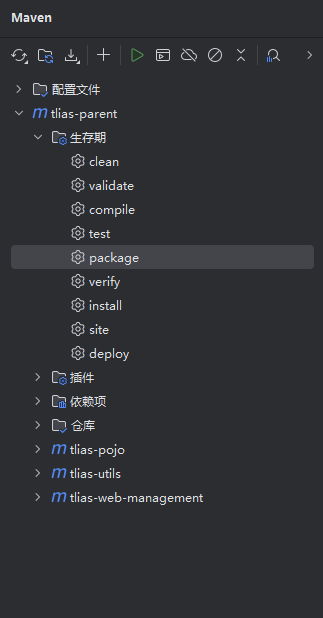 Maven
配置文件
m tlias-parent
生存期
clean
validate
compile
test
package
verify
install
site
deploy
插件
依赖项
仓库
m tlias-pojo
m tlias-utils
m tlias-web-management